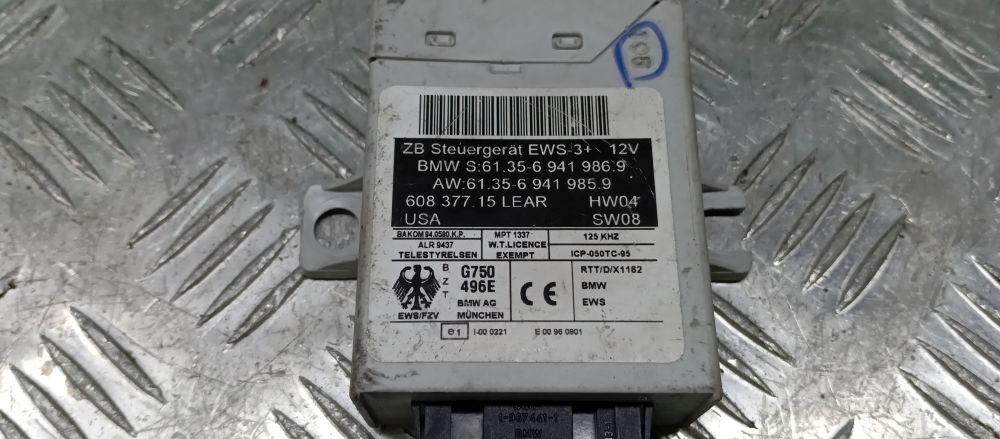 ZB Steuergerät EWS-3+ 12V
BMW S:61.35-6 941 986.9
AW:61.35-6 941 985.9
608 377.15 LEAR HW04
USA SW08
BAKOM 94.0580.K.P. MPT 1337 125 KHZ
ALR 9437 W.T.LICENCE
TELESTYRELSEN EXEMPT ICP-050TC-95
BZT G750 CE RTT/D/X1162
496E BMW
BMW AG EWS
EWS/FZV MÜNCHEN
e1 I-00 0221 E 00 96 0801
BMW